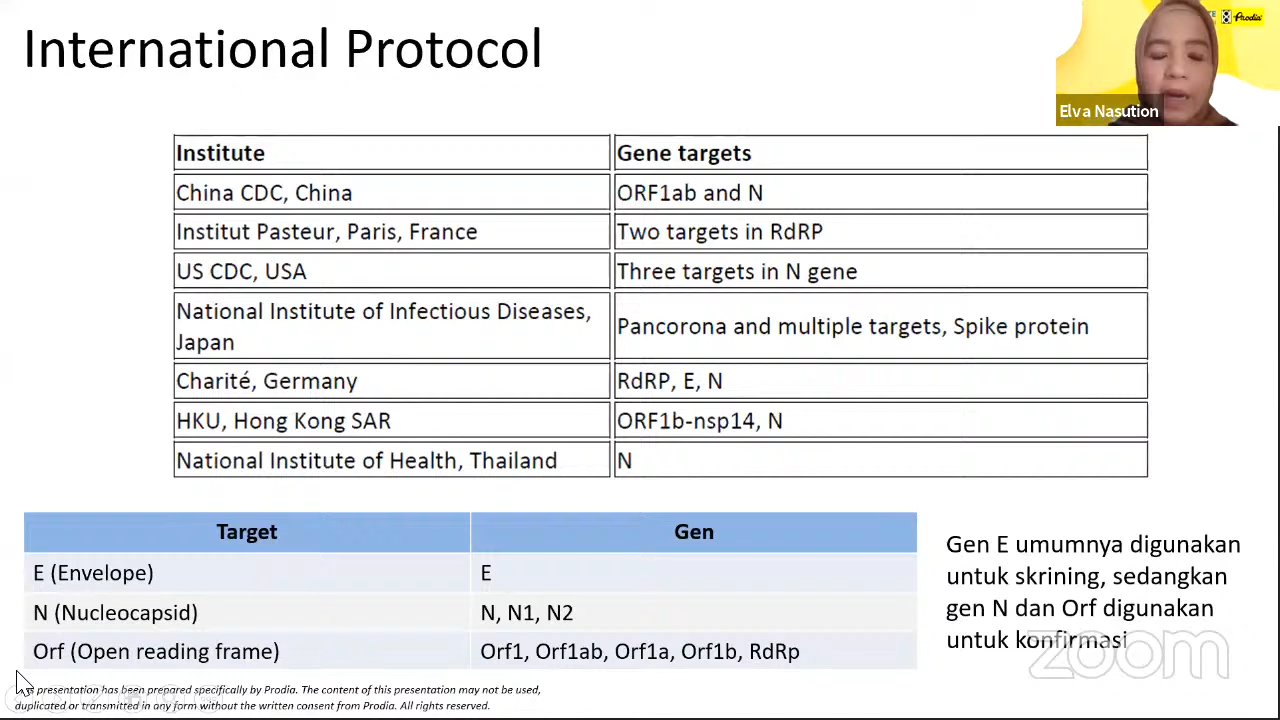 International Protocol
Prodia
Elva Nasution
Institute Gene targets
China CDC, China ORF1ab and N
Institut Pasteur, Paris, France Two targets in RdRP
US CDC, USA Three targets in N gene
National Institute of Infectious Diseases,
Japan Pancorona and multiple targets, Spike protein
Charité, Germany RdRP, E, N
HKU, Hong Kong SAR ORF1b-nsp14, N
National Institute of Health, Thailand N
Target Gen
E (Envelope) E
N (Nucleocapsid) N, N1, N2
Orf (Open reading frame) Orf1, Orf1ab, Orf1a, Orf1b, RdRp
Gen E umumnya digunakan
untuk skrining, sedangkan
gen N dan Orf digunakan
untuk konfirmasi
zoom
presentation has been prepared specifically by Prodia. The content of this presentation may not be used,
duplicated or transmitted in any form without the written consent from Prodia. All rights reserved.